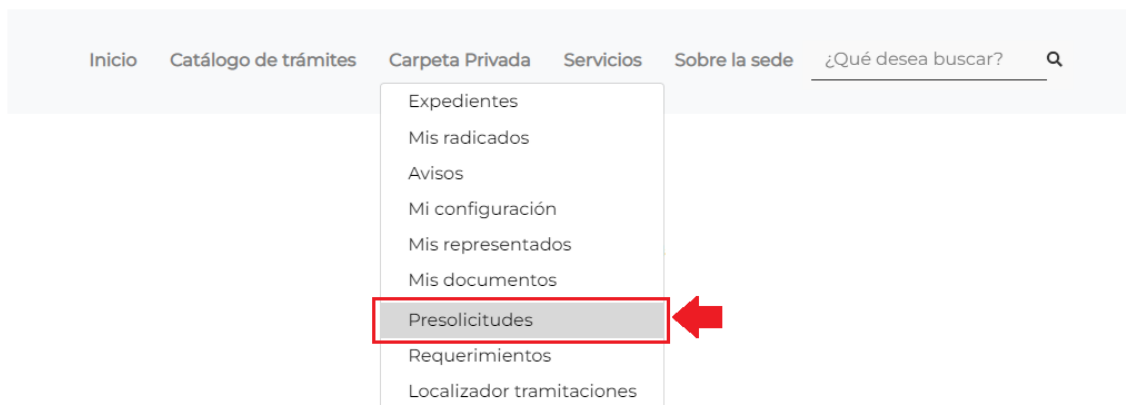 Inicio Catálogo de trámites Carpeta Privada Servicios Sobre la sede ¿Qué desea buscar?
Expedientes
Mis radicados
Avisos
Mi configuración
Mis representados
Mis documentos
Presolicitudes
Requerimientos
Localizador tramitaciones